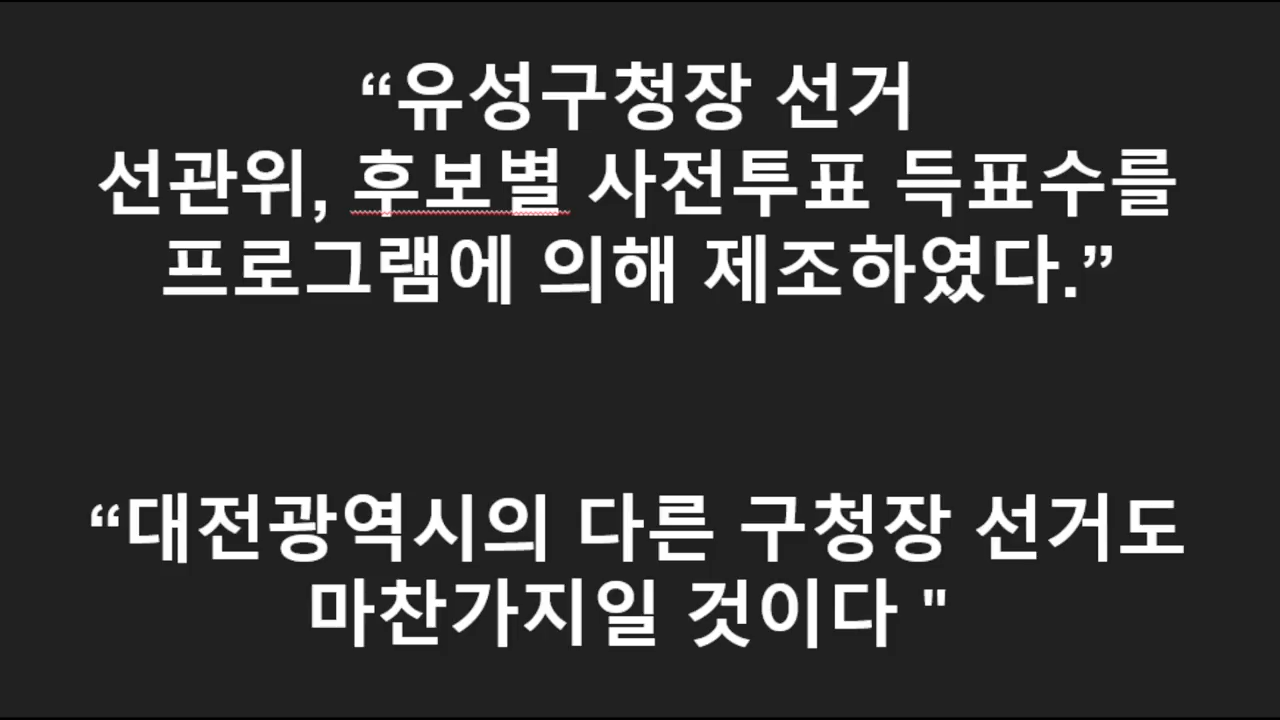 “유성구청장 선거
선관위, 후보별 사전투표 득표수를
프로그램에 의해 제조하였다.”
“대전광역시의 다른 구청장 선거도
마찬가지일 것이다 "